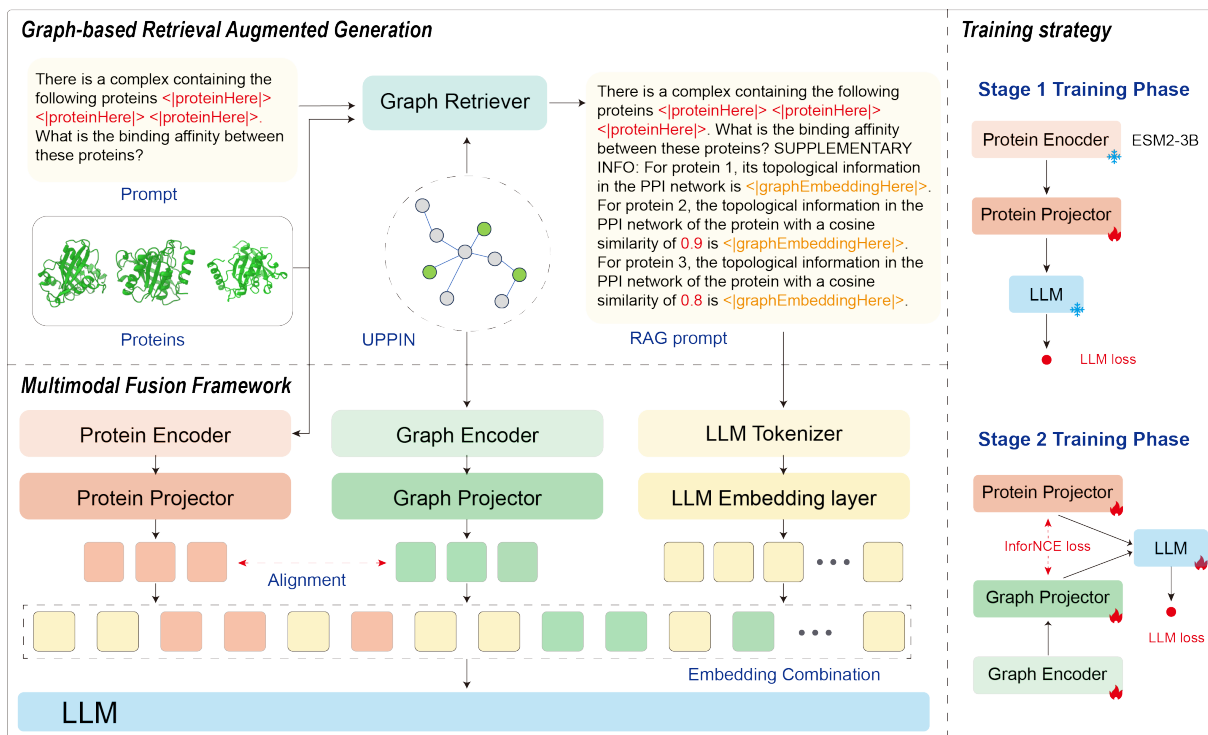 Graph-based Retrieval Augmented Generation
There is a complex containing the
following proteins <|proteinHere|>
<|proteinHere|> <|proteinHere|>.
What is the binding affinity between
these proteins?
Prompt
Proteins
Graph Retriever
UPPIN
There is a complex containing the following
proteins <|proteinHere|> <|proteinHere|>
<|proteinHere|>. What is the binding affinity
between these proteins? SUPPLEMENTARY
INFO: For protein 1, its topological information
in the PPI network is <|graphEmbeddingHere|>.
For protein 2, the topological information in the
PPI network of the protein with a cosine
similarity of 0.9 is <|graphEmbeddingHere|>.
For protein 3, the topological information in the
PPI network of the protein with a cosine
similarity of 0.8 is <|graphEmbeddingHere|>.
RAG prompt
Multimodal Fusion Framework
Protein Encoder
Graph Encoder
LLM Tokenizer
Protein Projector
Graph Projector
LLM Embedding layer
Alignment
Embedding Combination
LLM
Training strategy
Stage 1 Training Phase
Protein Enocder
ESM2-3B
Protein Projector
LLM
LLM loss
Stage 2 Training Phase
Protein Projector
InforNCE loss
LLM
Graph Projector
LLM loss
Graph Encoder